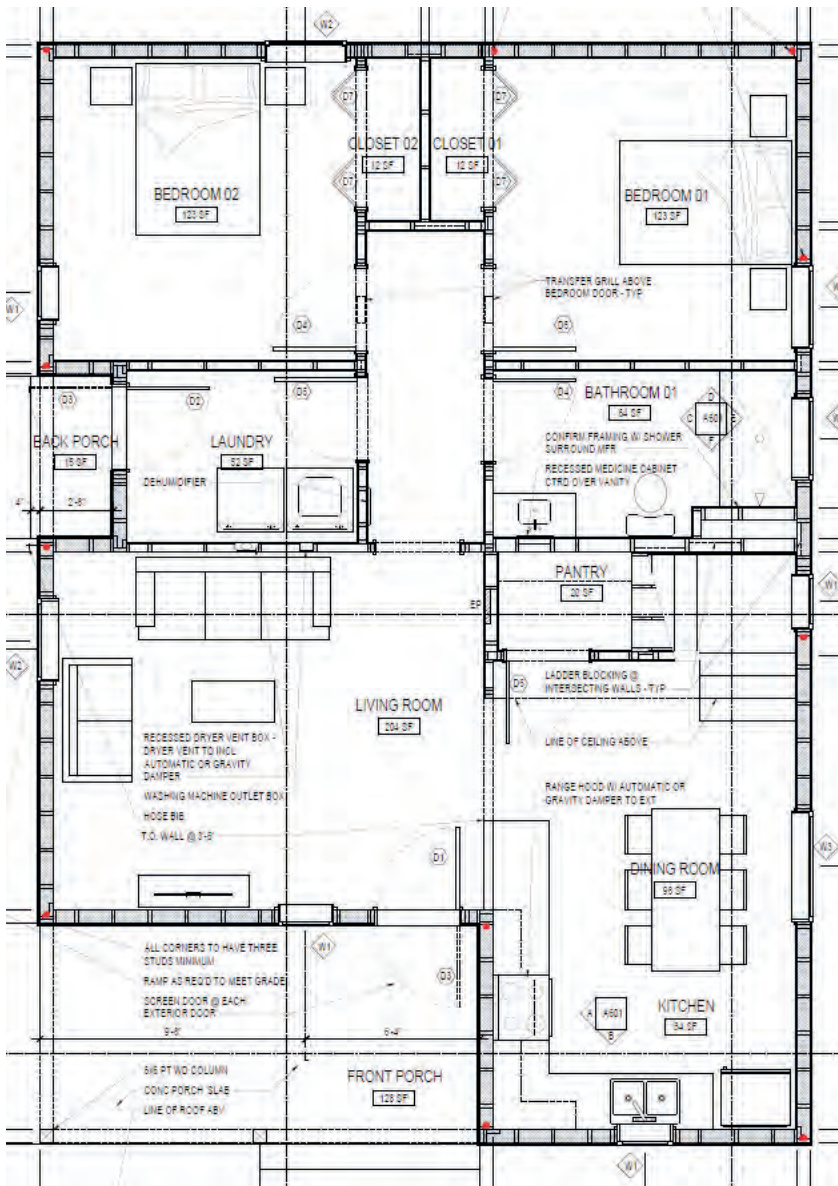 W2
D7
D7
CLOSET 02
12 SF
CLOSET 01
12 SF
D7
D7
BEDROOM 02
123 SF
BEDROOM 01
123 SF
TRANSFER GRILL ABOVE
BEDROOM DOOR - TYP
W1
D4
D5
D3
D2
D5
D4
BATHROOM 01
64 SF
D
C
A601
E
F
BACK PORCH
15 SF
LAUNDRY
52 SF
CONFIRM FRAMING W/ SHOWER
SURROUND MFR
RECESSED MEDICINE CABINET
CTRD OVER VANITY
DEHUMIDIFIER
4"
2'-8"
PANTRY
20 SF
EP
W1
W2
D5
LADDER BLOCKING @
INTERSECTING WALLS - TYP
LIVING ROOM
204 SF
LINE OF CEILING ABOVE
RECESSED DRYER VENT BOX -
DRYER VENT TO INCL
AUTOMATIC OR GRAVITY
DAMPER
WASHING MACHINE OUTLET BOX
HOSE BIB
T.O. WALL @ 3'-6"
RANGE HOOD W/ AUTOMATIC OR
GRAVITY DAMPER TO EXT
D1
DINING ROOM
98 SF
W3
ALL CORNERS TO HAVE THREE
STUDS MINIMUM
RAMP AS REQ'D TO MEET GRADE
SCREEN DOOR @ EACH
EXTERIOR DOOR
W1
D3
9'-8"
6'-4"
A
A601
B
KITCHEN
94 SF
6x6 PT WD COLUMN
CONC PORCH SLAB
LINE OF ROOF ABV
FRONT PORCH
128 SF
W1